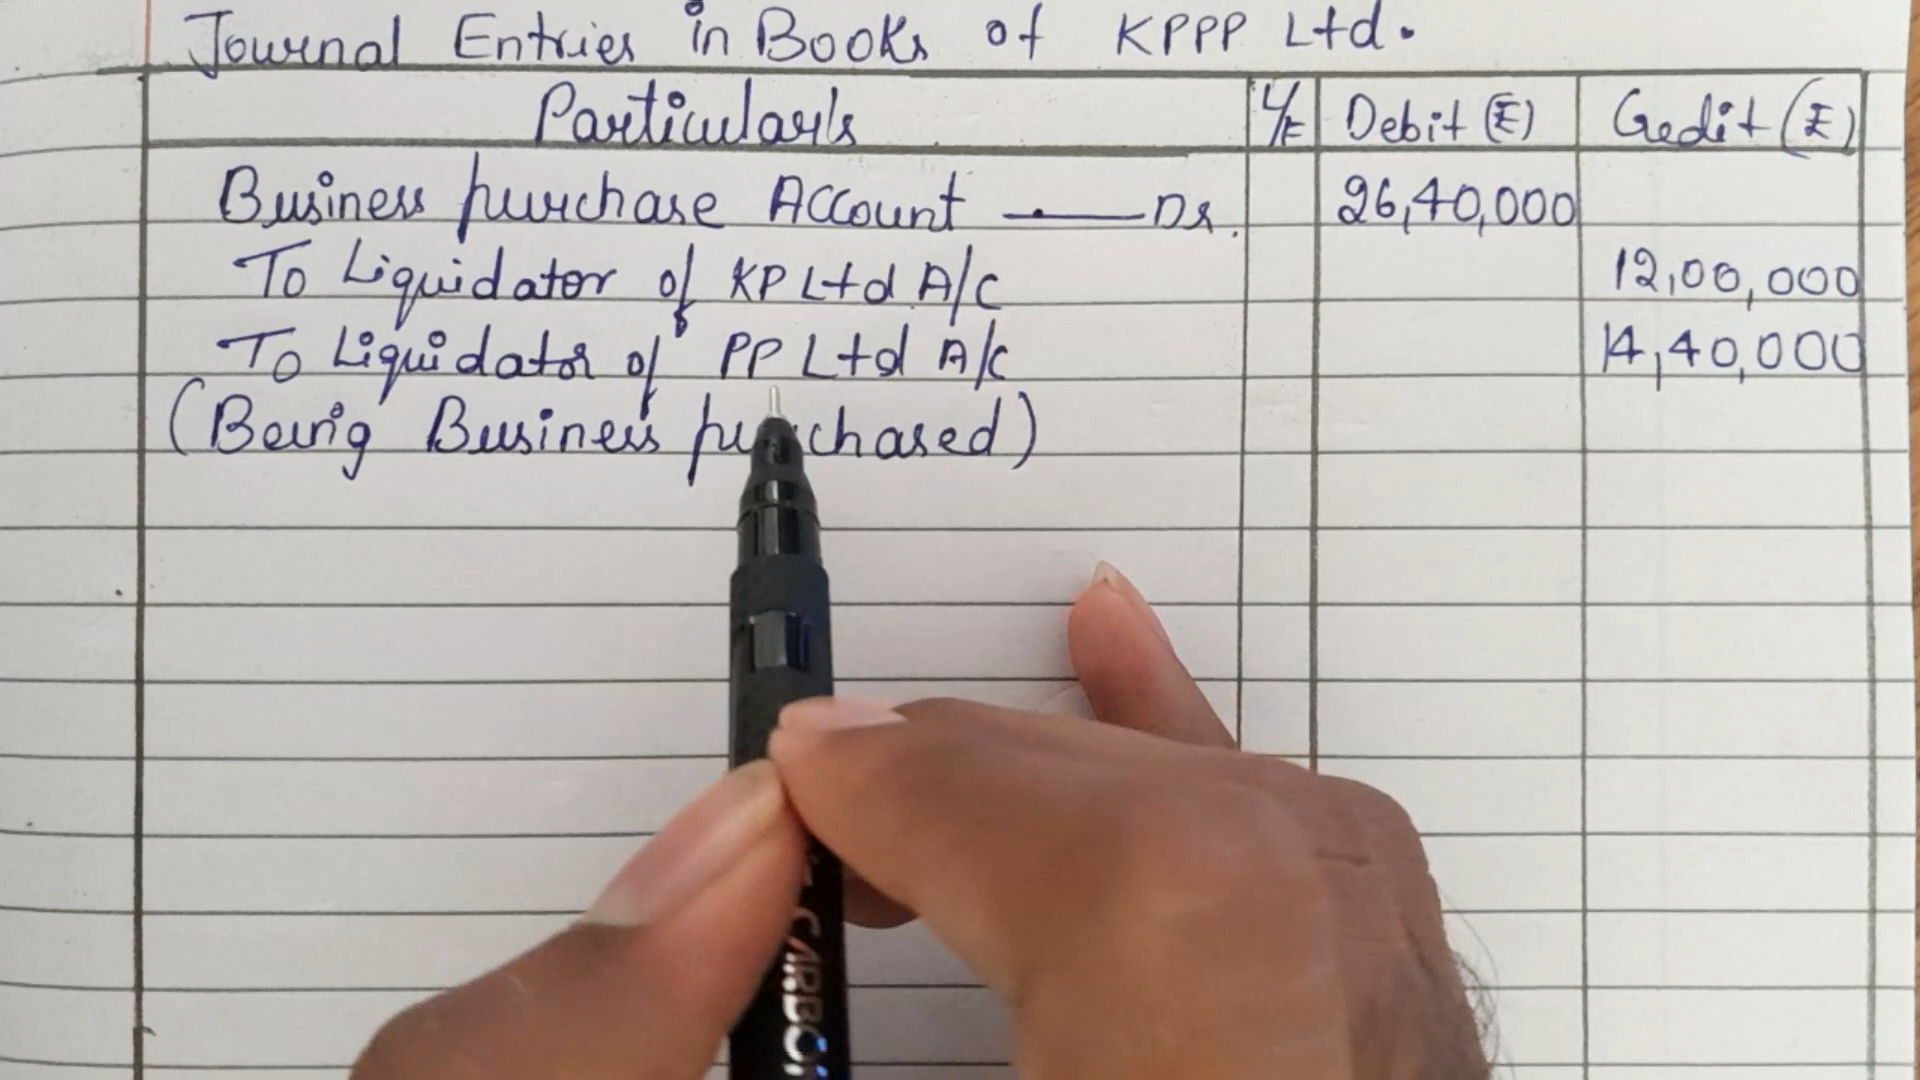 Journal Entries in Books of KPPP Ltd.
Particulars L/F Debit (₹) Credit (₹)
Business purchase Account —— Dr. 26,40,000
To Liquidator of KP Ltd A/c 12,00,000
To Liquidator of PP Ltd A/c 14,40,000
(Being Business purchased)